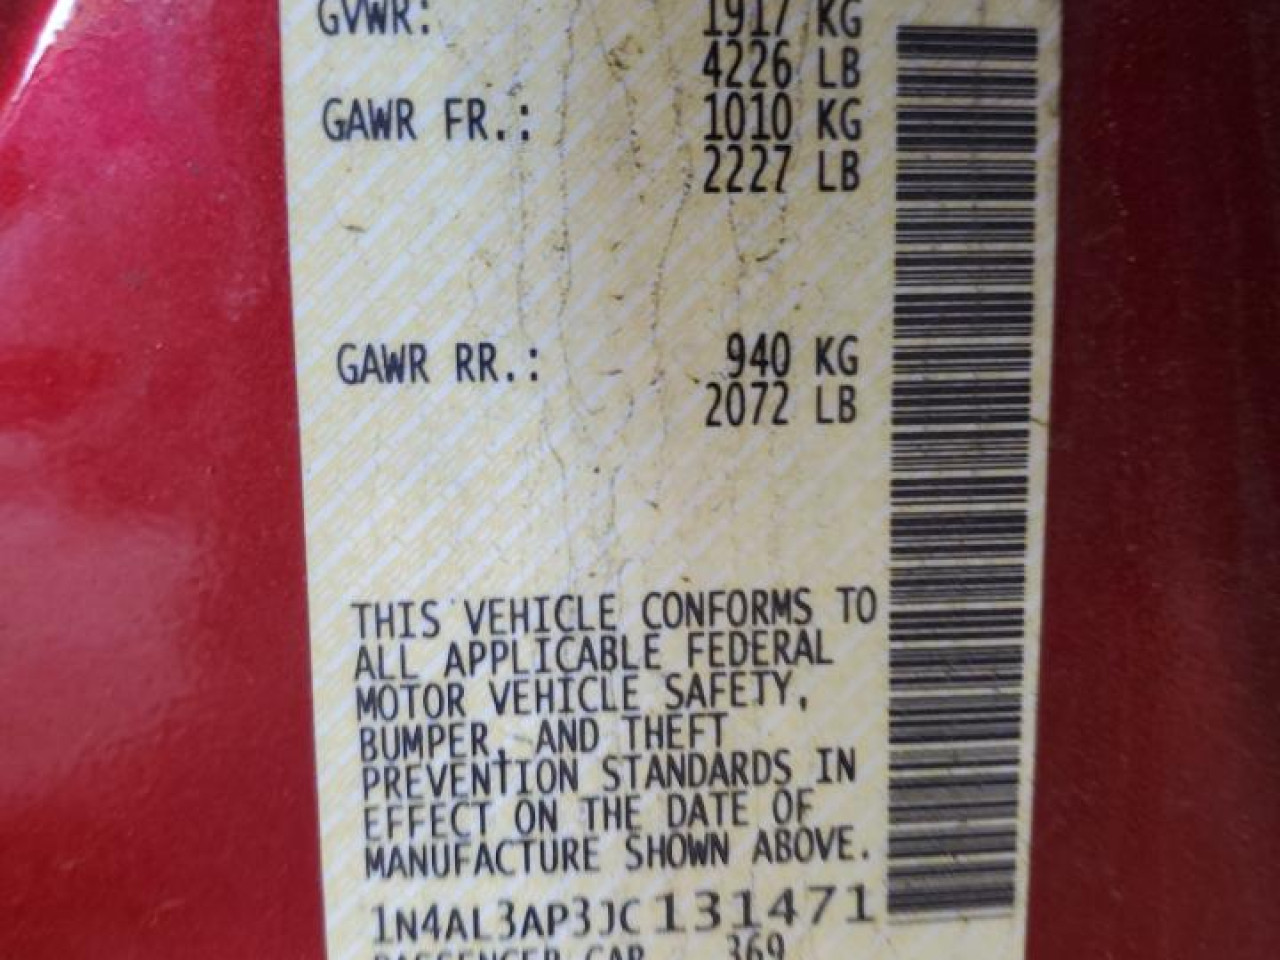 GVWR: 1917 KG
4226 LB
GAWR FR.: 1010 KG
2227 LB
GAWR RR.: 940 KG
2072 LB
THIS VEHICLE CONFORMS TO
ALL APPLICABLE FEDERAL
MOTOR VEHICLE SAFETY,
BUMPER, AND THEFT
PREVENTION STANDARDS IN
EFFECT ON THE DATE OF
MANUFACTURE SHOWN ABOVE.
1N4AL3AP3JC131471
PASSENGER CAR 369